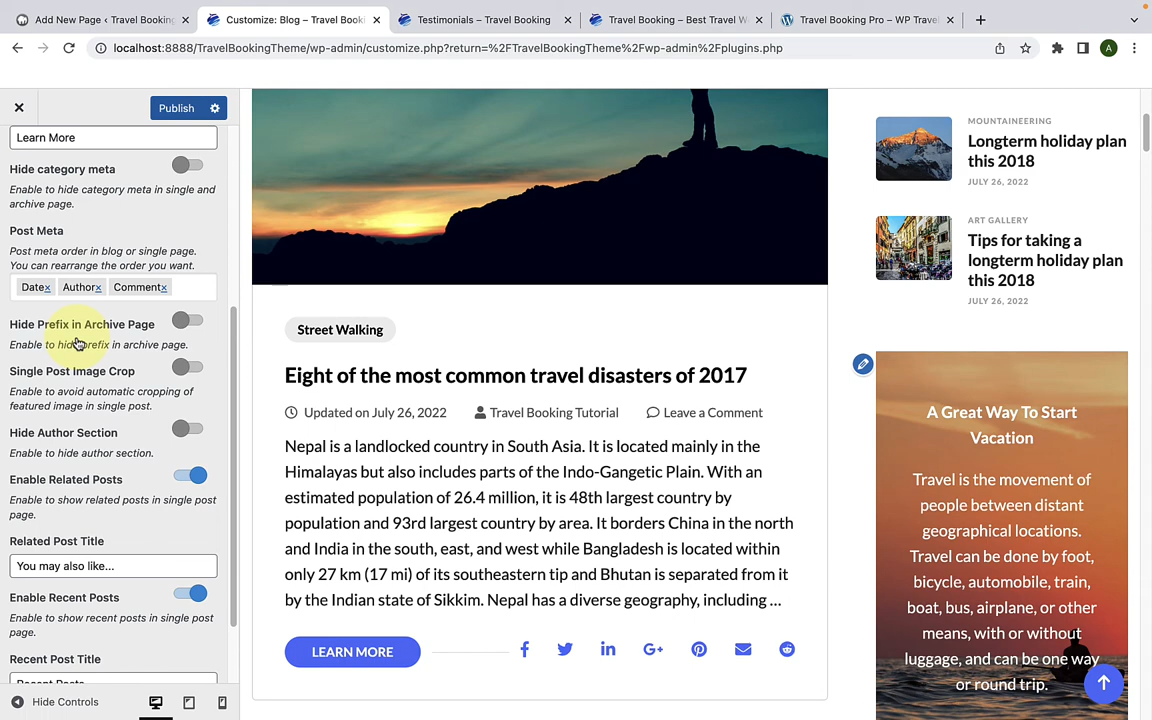 Add New Page ‹ Travel Booking
Customize: Blog – Travel Booki
Testimonials – Travel Booking
Travel Booking – Best Travel W
Travel Booking Pro – WP Travel
localhost:8888/TravelBookingTheme/wp-admin/customize.php?return=%2FTravelBookingTheme%2Fwp-admin%2Fplugins.php
A
Publish
Learn More
Hide category meta
Enable to hide category meta in single and
archive page.
Post Meta
Post meta order in blog or single page.
You can rearrange the order you want.
Date× Author× Comment×
Hide Prefix in Archive Page
Enable to hide prefix in archive page.
Single Post Image Crop
Enable to avoid automatic cropping of
featured image in single post.
Hide Author Section
Enable to hide author section.
Enable Related Posts
Enable to show related posts in single post
page.
Related Post Title
You may also like...
Enable Recent Posts
Enable to show recent posts in single post
page.
Recent Post Title
Recent Posts
Hide Controls
Street Walking
Eight of the most common travel disasters of 2017
Updated on July 26, 2022 Travel Booking Tutorial Leave a Comment
Nepal is a landlocked country in South Asia. It is located mainly in the
Himalayas but also includes parts of the Indo-Gangetic Plain. With an
estimated population of 26.4 million, it is 48th largest country by
population and 93rd largest country by area. It borders China in the north
and India in the south, east, and west while Bangladesh is located within
only 27 km (17 mi) of its southeastern tip and Bhutan is separated from it
by the Indian state of Sikkim. Nepal has a diverse geography, including ...
LEARN MORE
MOUNTAINEERING
Longterm holiday plan
this 2018
JULY 26, 2022
ART GALLERY
Tips for taking a
longterm holiday plan
this 2018
JULY 26, 2022
A Great Way To Start
Vacation
Travel is the movement of
people between distant
geographical locations.
Travel can be done by foot,
bicycle, automobile, train,
boat, bus, airplane, or other
means, with or without
luggage, and can be one way
or round trip.